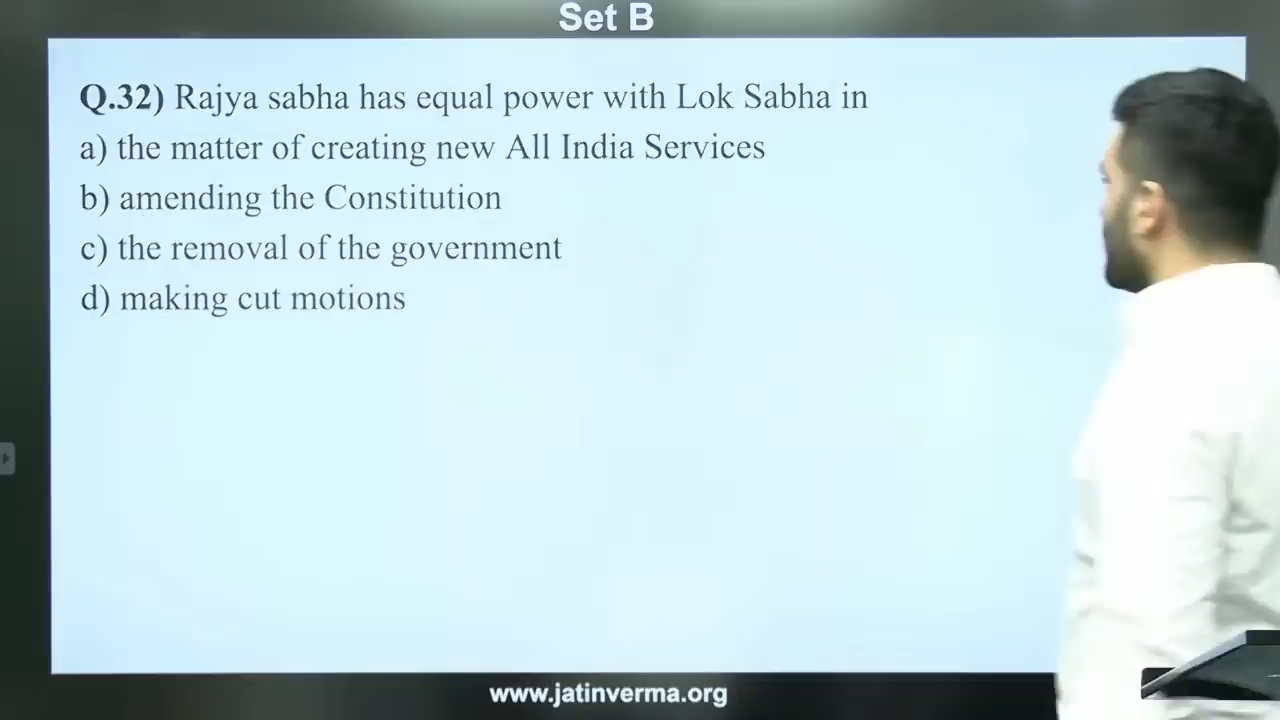 Set B
Q.32) Rajya sabha has equal power with Lok Sabha in
a) the matter of creating new All India Services
b) amending the Constitution
c) the removal of the government
d) making cut motions
www.jatinverma.org